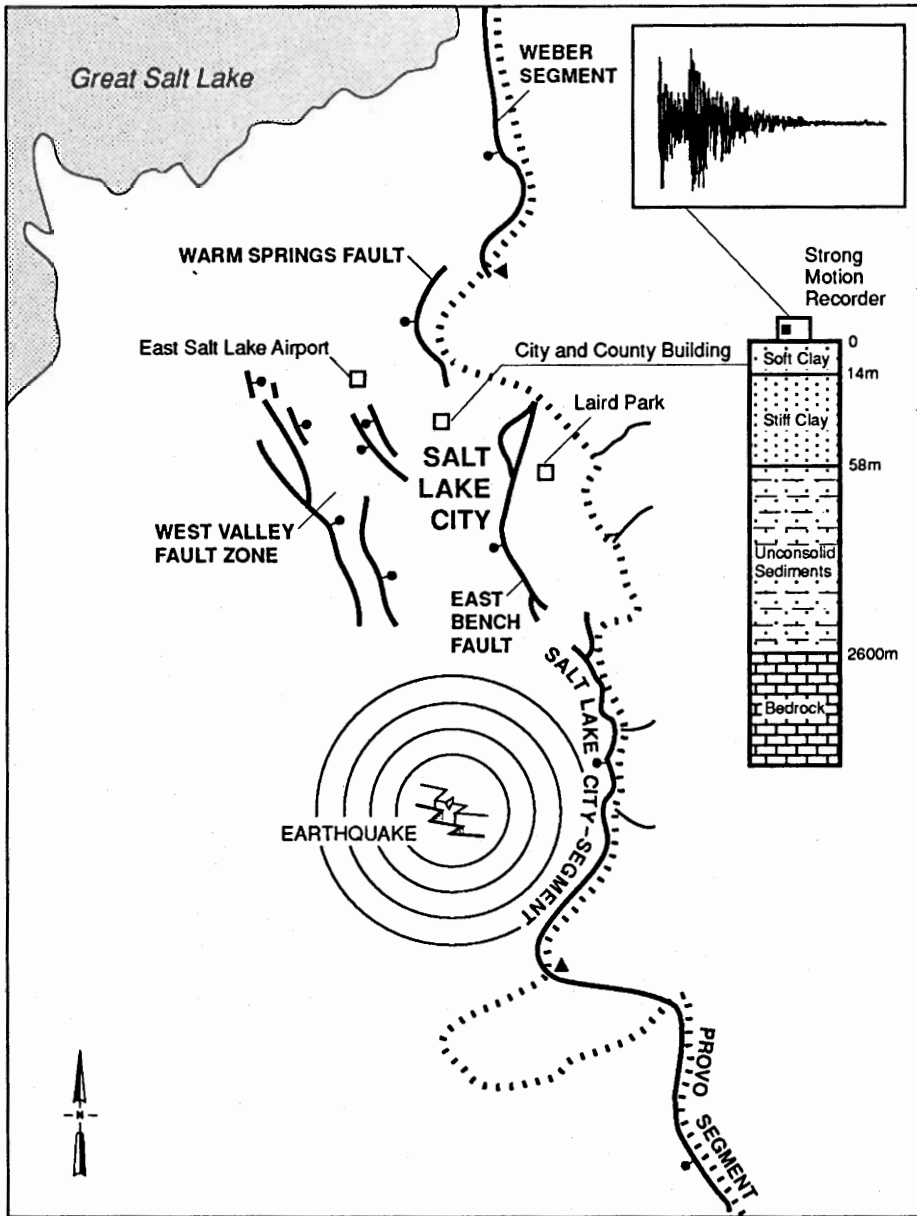 Great Salt Lake
WEBER
SEGMENT
WARM SPRINGS FAULT
Strong
Motion
Recorder
East Salt Lake Airport
City and County Building
0
Soft Clay
14m
Laird Park
Stiff Clay
SALT
LAKE
CITY
58m
WEST VALLEY
FAULT ZONE
Unconsolid
Sediments
EAST
BENCH
FAULT
2600m
SALT LAKE CITY-SEGMENT
Bedrock
EARTHQUAKE
N
PROVO SEGMENT